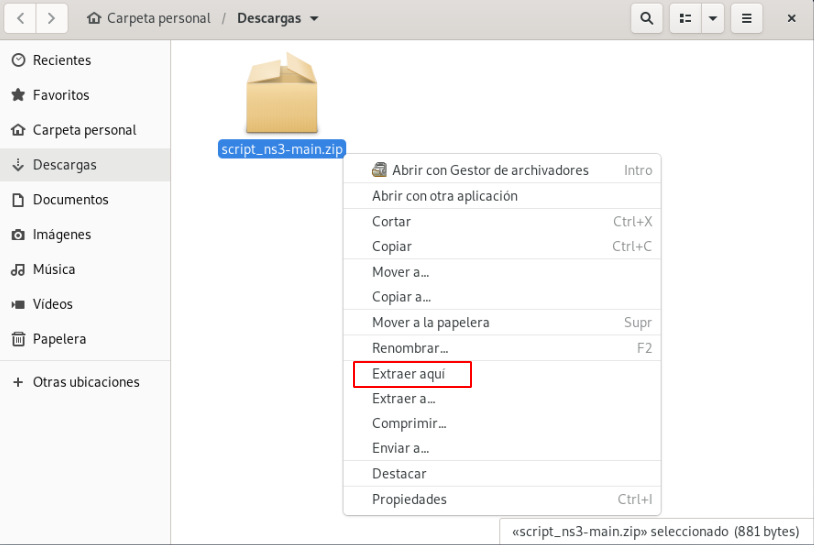 Carpeta personal / Descargas
Recientes
Favoritos
Carpeta personal
Descargas
Documentos
Imágenes
Música
Vídeos
Papelera
+ Otras ubicaciones
script_ns3-main.zip
Abrir con Gestor de archivadores Intro
Abrir con otra aplicación
Cortar Ctrl+X
Copiar Ctrl+C
Mover a...
Copiar a...
Mover a la papelera Supr
Renombrar... F2
Extraer aquí
Extraer a...
Comprimir...
Enviar a...
Destacar
Propiedades Ctrl+I
«script_ns3-main.zip» seleccionado (881 bytes)